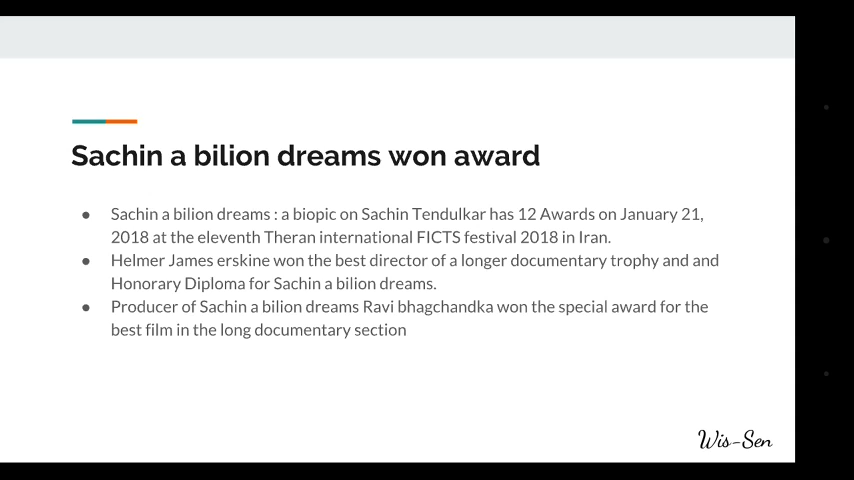 Sachin a bilion dreams won award
● Sachin a bilion dreams : a biopic on Sachin Tendulkar has 12 Awards on January 21,
2018 at the eleventh Theran international FICTS festival 2018 in Iran.
● Helmer James erskine won the best director of a longer documentary trophy and and
Honorary Diploma for Sachin a bilion dreams.
● Producer of Sachin a bilion dreams Ravi bhagchandka won the special award for the
best film in the long documentary section
Wis-Sen